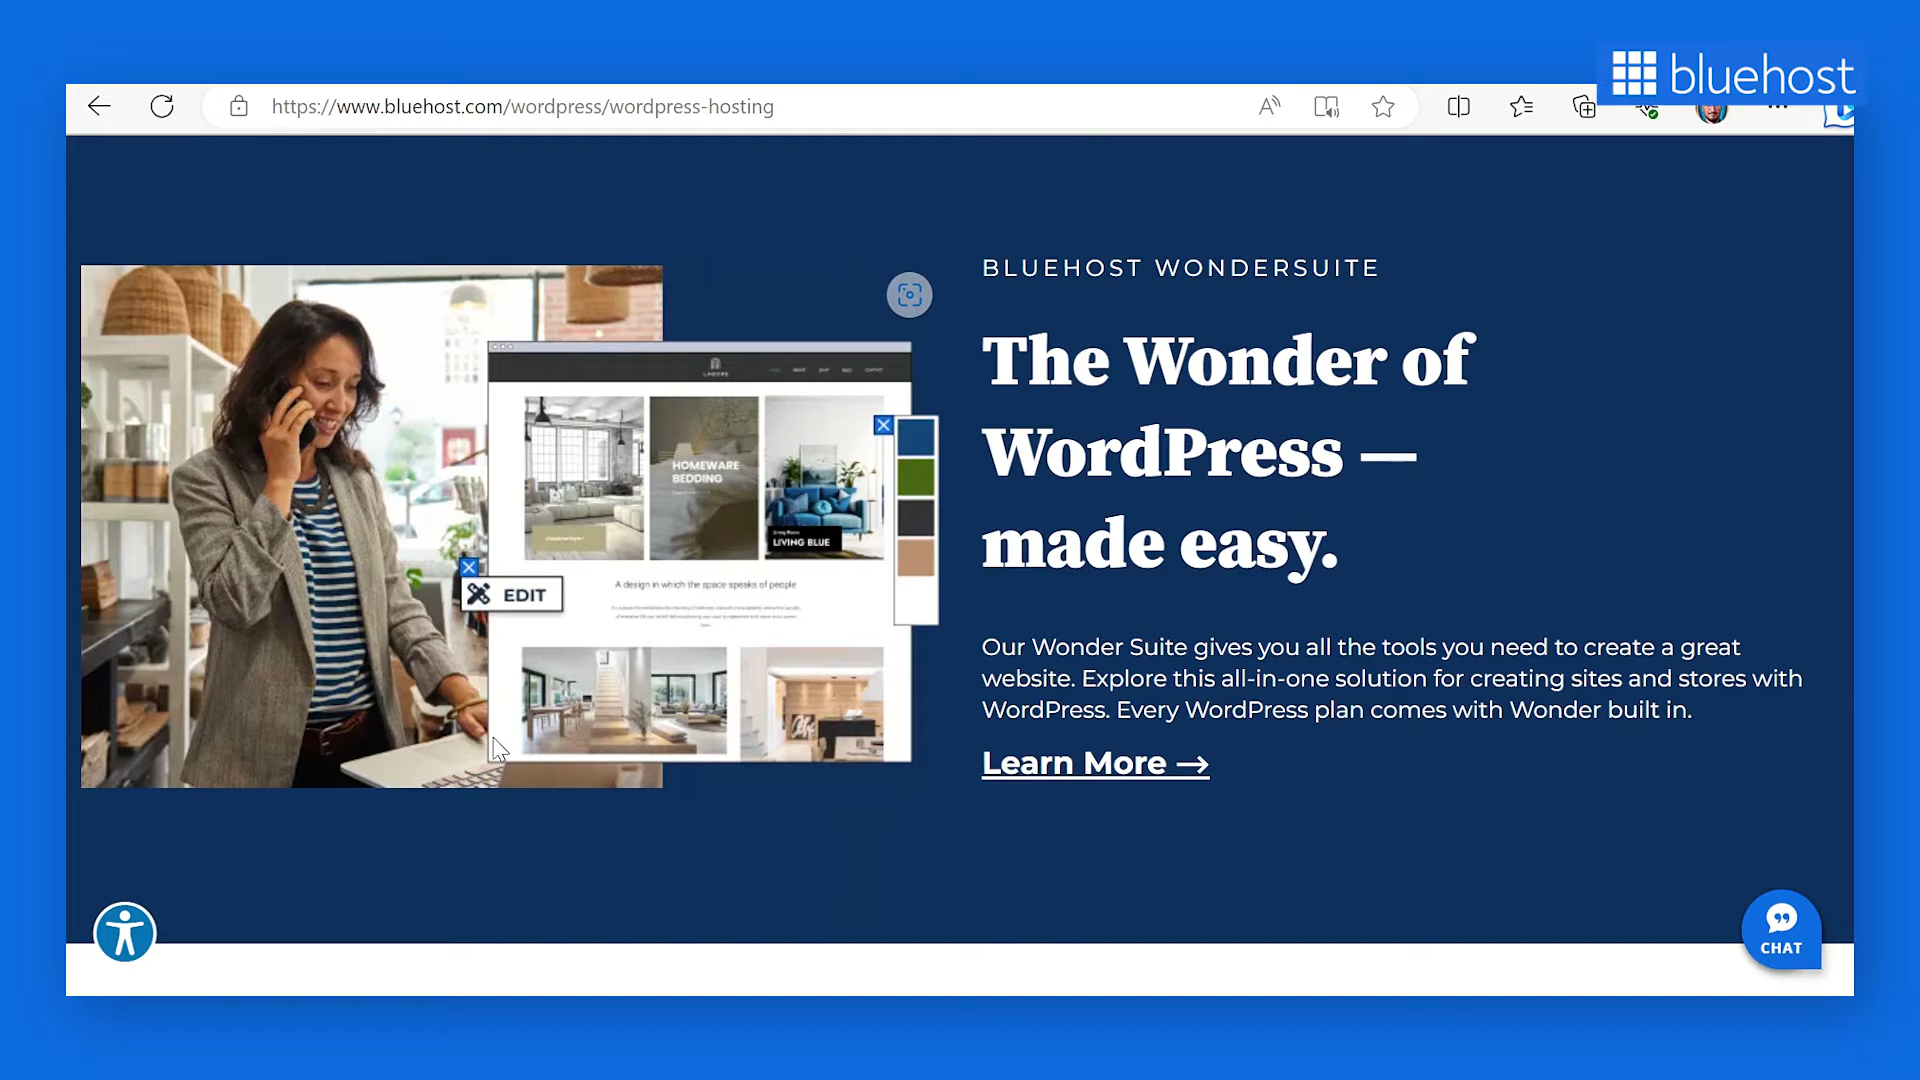 bluehost
https://www.bluehost.com/wordpress/wordpress-hosting
BLUEHOST WONDERSUITE
The Wonder of
WordPress —
made easy.
Our Wonder Suite gives you all the tools you need to create a great
website. Explore this all-in-one solution for creating sites and stores with
WordPress. Every WordPress plan comes with Wonder built in.
Learn More →
HOMEWARE
BEDDING
LIVING BLUE
EDIT
A design in which the space speaks of people
CHAT